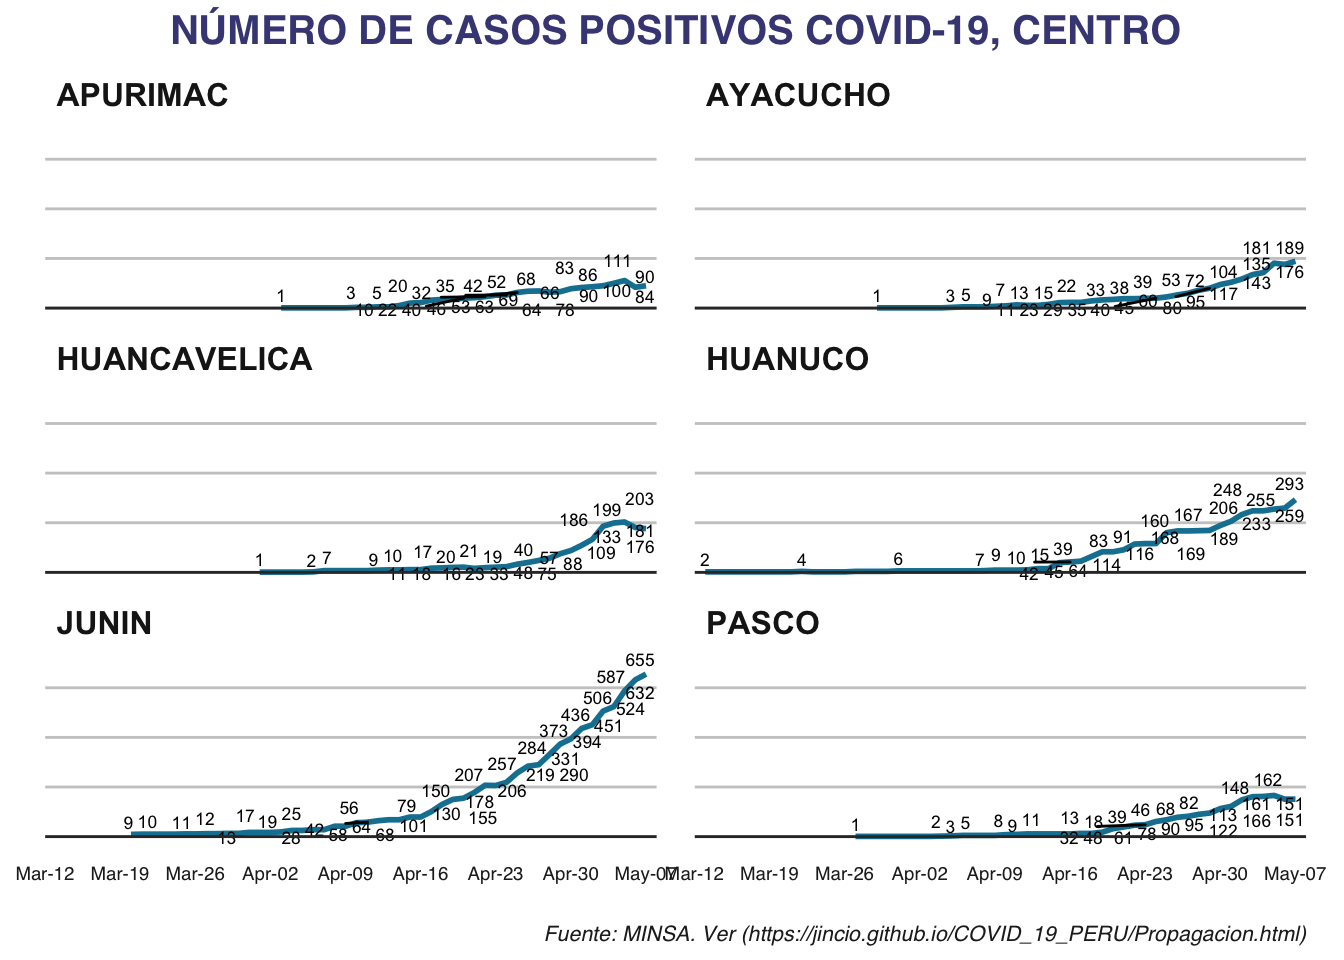 NÚMERO DE CASOS POSITIVOS COVID-19, CENTRO
APURIMAC
1 3 5 20 32 35 42 52 68 83 86 111 90
10 22 40 46 53 63 69 64 66 78 90 100 84
AYACUCHO
1 3 5 7 13 15 22 33 38 39 53 72 104 135 181 189
9 11 23 29 35 40 45 60 80 95 117 143 176
HUANCAVELICA
1 2 7 9 10 17 20 21 19 40 57 186 199 203
11 18 16 23 33 48 75 88 109 133 181 176
HUANUCO
2 4 6 7 9 10 15 39 83 91 160 167 206 248 255 293
42 45 64 114 116 168 169 189 233 259
JUNIN
9 10 11 12 17 19 25 56 79 150 207 257 284 373 436 506 587 655
13 28 42 58 64 68 101 130 178 155 206 219 290 331 394 451 524 632
PASCO
1 2 3 5 8 9 11 13 18 39 46 68 82 148 162
32 48 61 78 90 95 113 122 161 166 151 151
Mar-12 Mar-19 Mar-26 Apr-02 Apr-09 Apr-16 Apr-23 Apr-30 May-07 Mar-12 Mar-19 Mar-26 Apr-02 Apr-09 Apr-16 Apr-23 Apr-30 May-07
Fuente: MINSA. Ver (https://jincio.github.io/COVID_19_PERU/Propagacion.html)